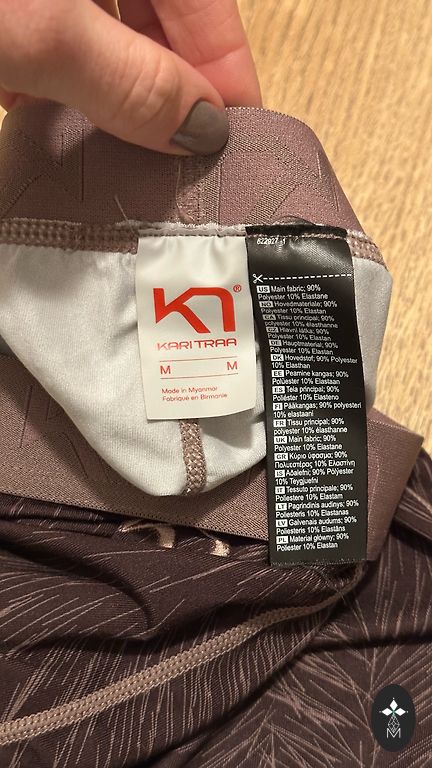 KARI TRAA®
M M
Made in Myanmar
Fabriqué en Birmanie
622927 1
US Main fabric; 90%
Polyester 10% Elastane
NO Hovedmateriale; 90%
Polyester 10% Elastan
CA Tissu principal; 90%
polyester 10% élasthanne
CZ Hlavní látka; 90%
Polyester 10% Elastan
DE Hauptmaterial; 90%
Polyester 10% Elastan
DK Hovedstof; 90% Polyester
10% Elasthan
EE Peamine kangas; 90%
Polüester 10% Elastaan
ES Tela principal; 90%
Poliéster 10% Elasteno
FI Pääkangas; 90% polyesteri
10% elastaani
FR Tissu principal; 90%
polyester 10% élasthanne
UK Main fabric; 90%
Polyester 10% Elastane
GR Κύριο ύφασμα; 90%
Πολυεστέρας 10% Ελαστίνη
IS Aðalefni; 90% Pólýester
10% Teygjuefni
IT Tessuto principale; 90%
Poliestere 10% Elastam
LT Pagrindinis audinys; 90%
Poliesteris 10% Elastanas
LV Galvenais audums; 90%
Poliesteris 10% Elastāns
PL Materiał główny; 90%
Poliester 10% Elastan
M